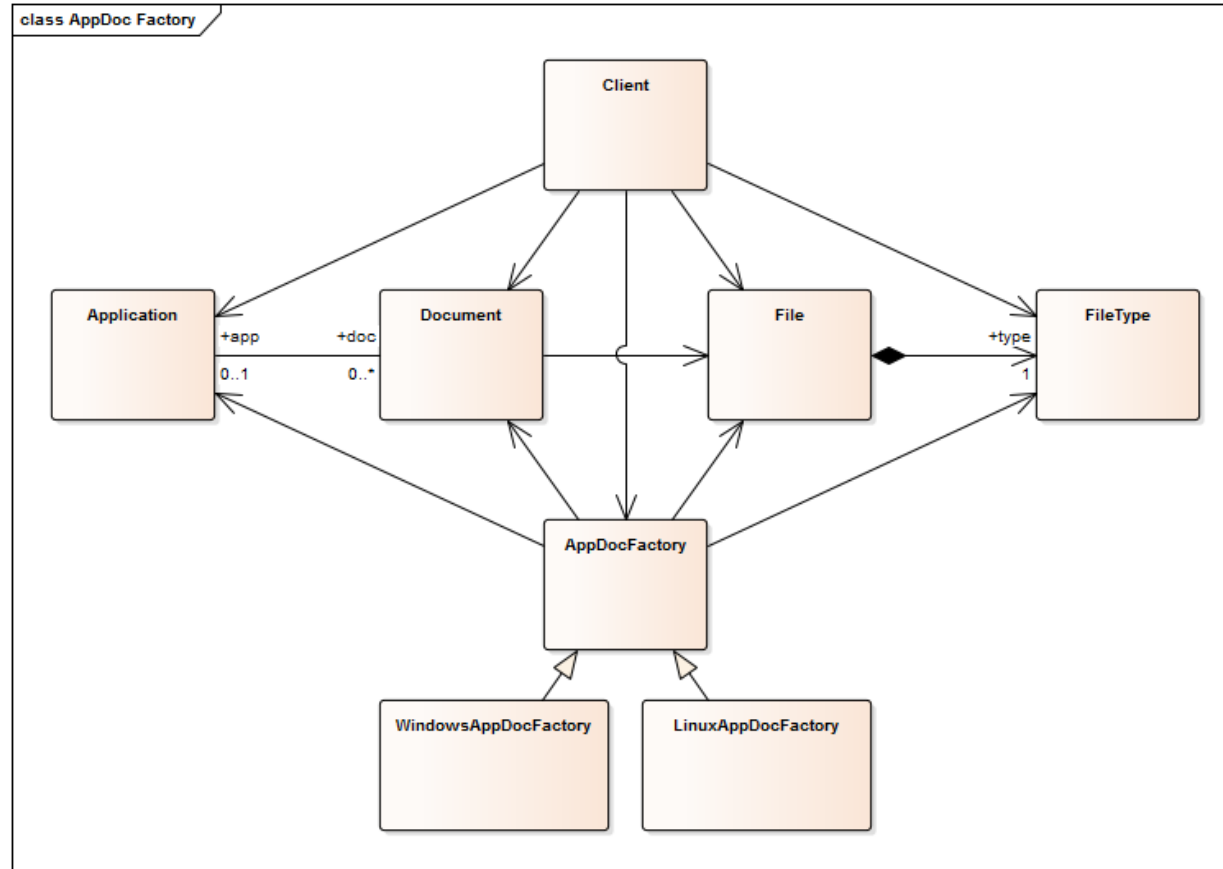 class AppDoc Factory
Client
Application
Document
File
FileType
+app
+doc
+type
0..1
0..*
1
AppDocFactory
WindowsAppDocFactory
LinuxAppDocFactory